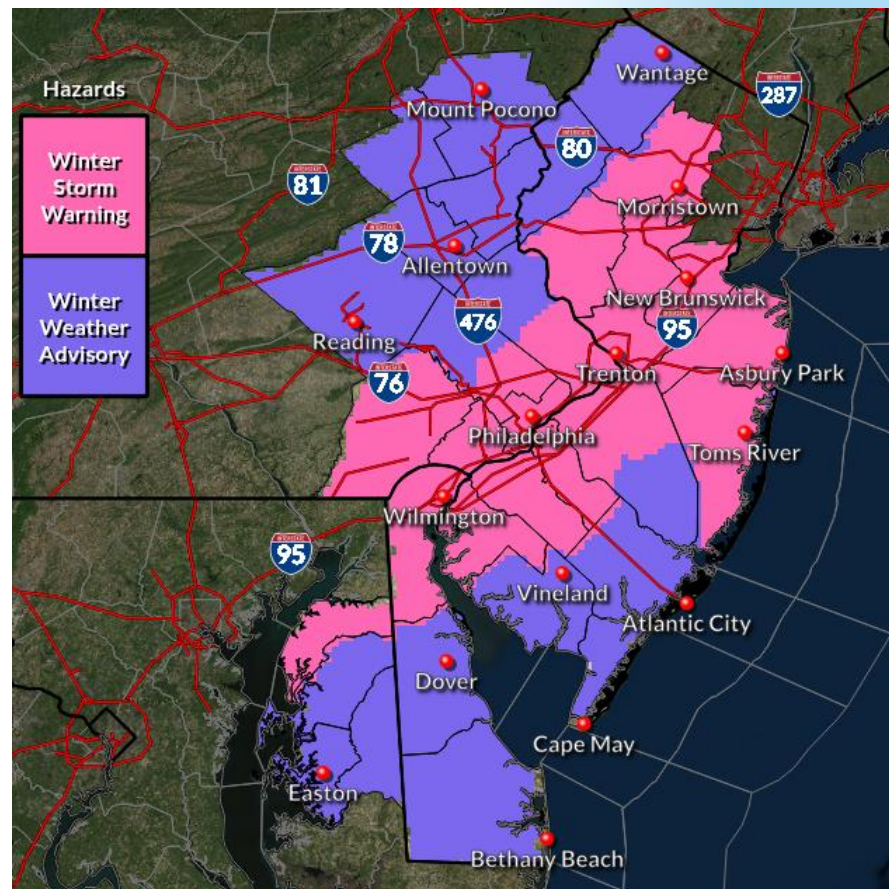 Hazards
Winter
Storm
Warning
Winter
Weather
Advisory
Wantage
287
Mount Pocono
80
81
Morristown
78
Allentown
New Brunswick
476
95
Reading
Trenton
Asbury Park
76
Philadelphia
Toms River
Wilmington
95
Vineland
Atlantic City
Dover
Cape May
Easton
Bethany Beach